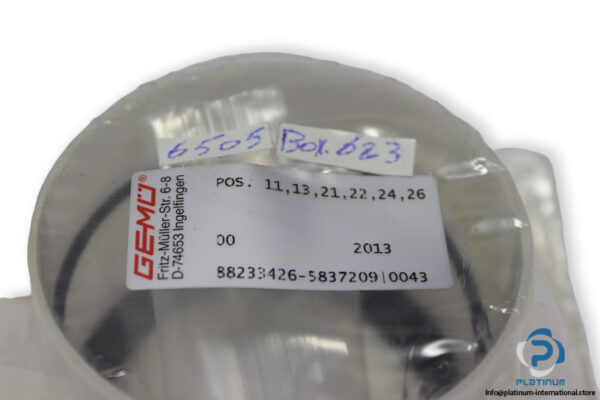 6505 Box.623
GEMÜ®
Fritz-Müller-Str. 6-8
D-74653 Ingelfingen
POS. 11,13,21,22,24,26
00 2013
88233426-5837209|0043
PLATINUM
Info@platinum-international.store